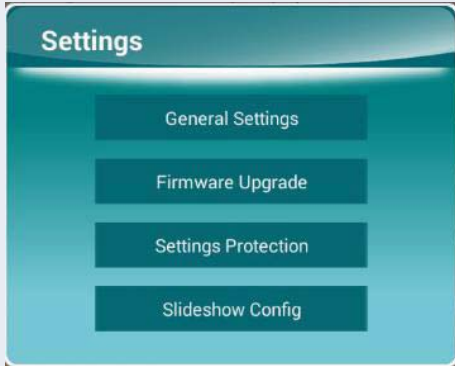 Settings
General Settings
Firmware Upgrade
Settings Protection
Slideshow Config